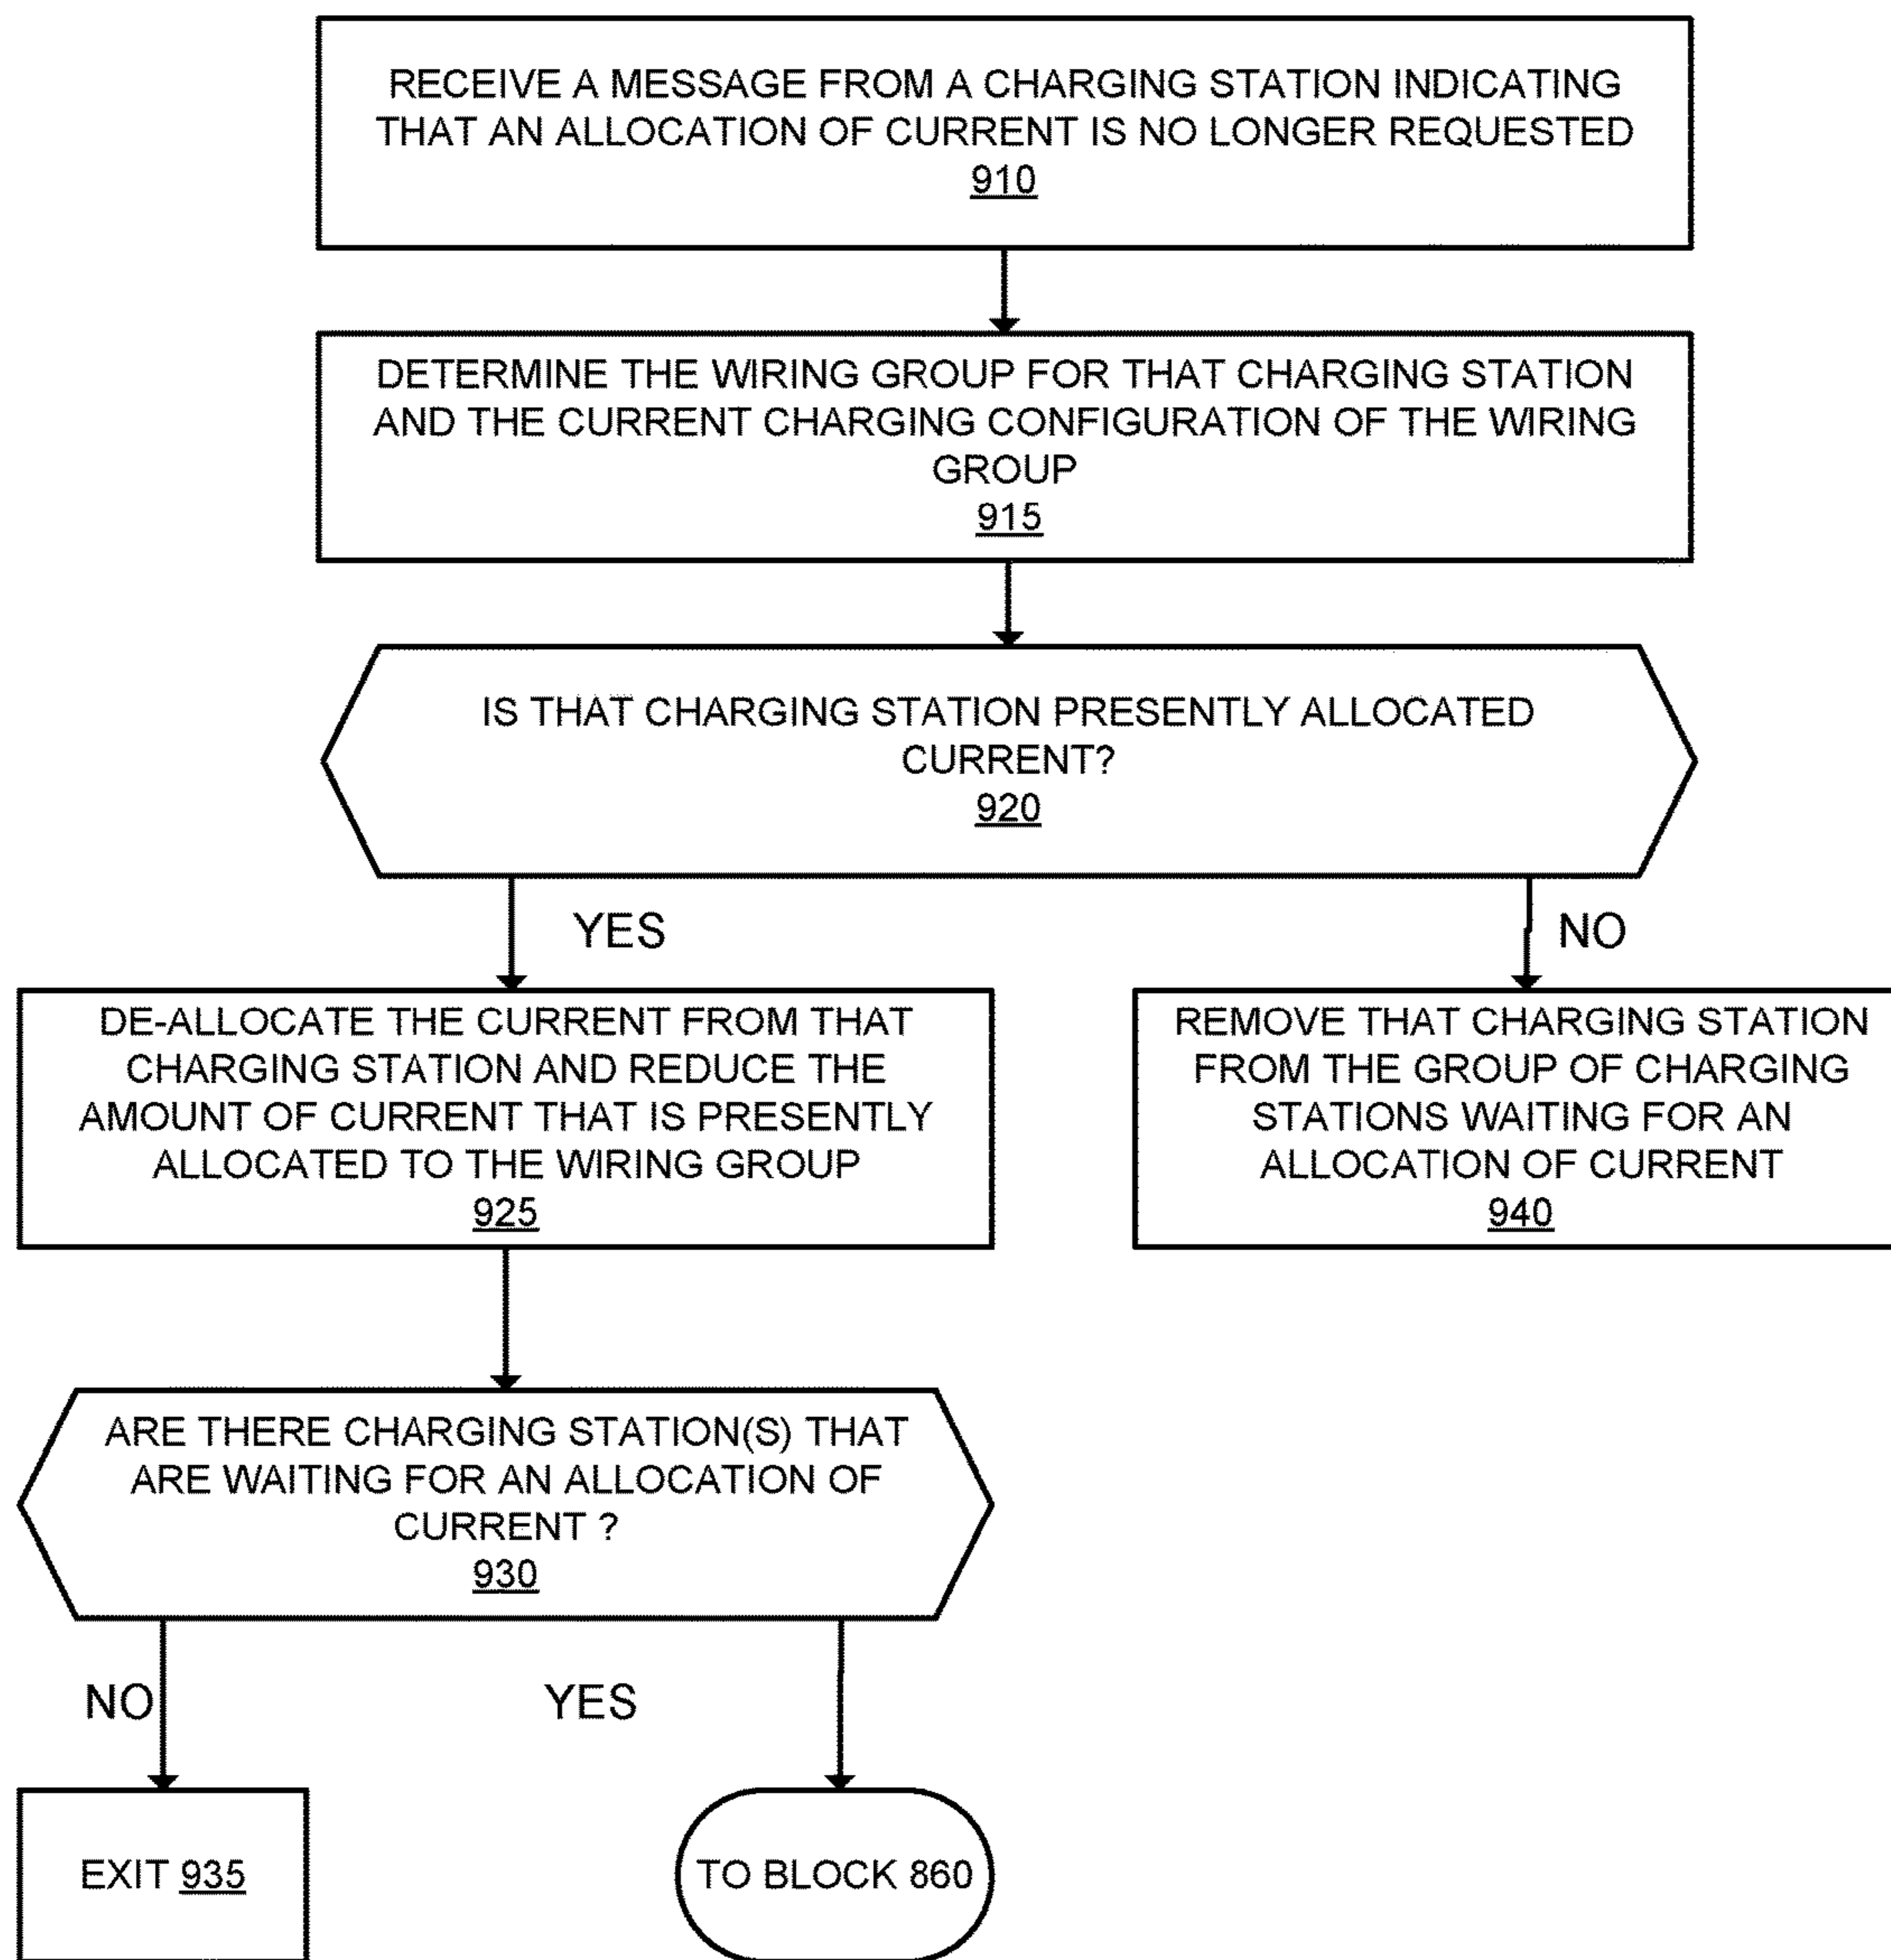 RECEIVE A MESSAGE FROM A CHARGING STATION INDICATING
THAT AN ALLOCATION OF CURRENT IS NO LONGER REQUESTED
910
DETERMINE THE WIRING GROUP FOR THAT CHARGING STATION
AND THE CURRENT CHARGING CONFIGURATION OF THE WIRING
GROUP
915
IS THAT CHARGING STATION PRESENTLY ALLOCATED
CURRENT?
920
YES
NO
DE-ALLOCATE THE CURRENT FROM THAT
CHARGING STATION AND REDUCE THE
AMOUNT OF CURRENT THAT IS PRESENTLY
ALLOCATED TO THE WIRING GROUP
925
REMOVE THAT CHARGING STATION
FROM THE GROUP OF CHARGING
STATIONS WAITING FOR AN
ALLOCATION OF CURRENT
940
ARE THERE CHARGING STATION(S) THAT
ARE WAITING FOR AN ALLOCATION OF
CURRENT ?
930
NO
YES
EXIT 935
TO BLOCK 860